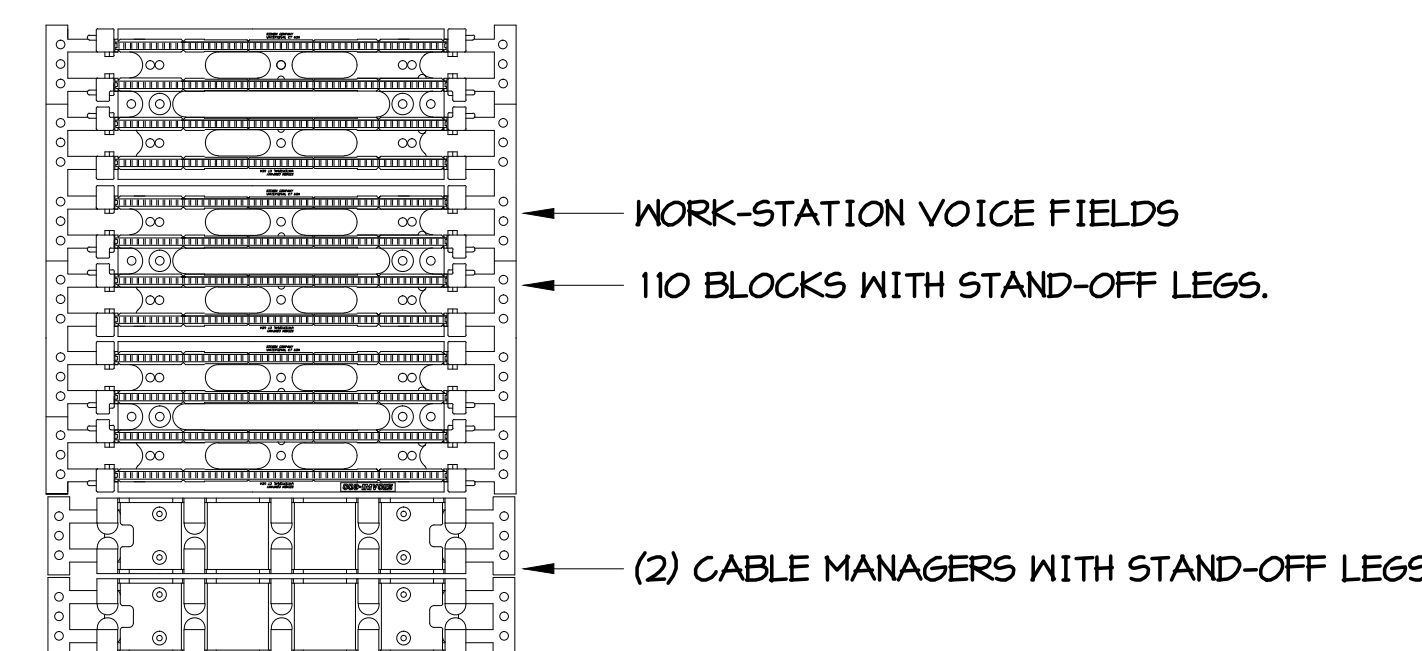 WORK-STATION VOICE FIELDS
110 BLOCKS WITH STAND-OFF LEGS.
(2) CABLE MANAGERS WITH STAND-OFF LEGS